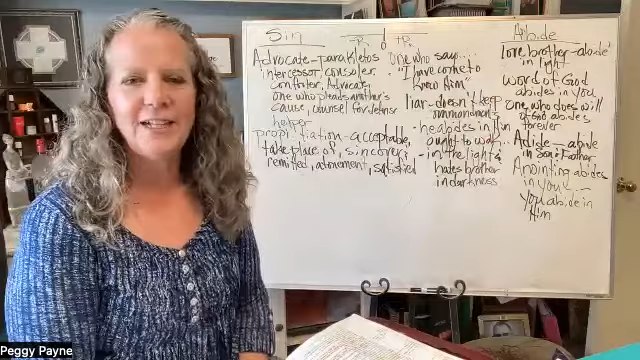 Sin
Advocate-parakletos
intercessor, consoler,
comforter, Advocate,
one who pleads another's
cause, counsel for defense
helper
propitiation-acceptable,
take place of, sin cover,
remitted, atonement, satisfied
0
one who say....
"I have come to
know Him"
liar-doesn't keep
commandments
he abides in Him
ought to walk...
- in the light &
hates brother
in darkness
Abide
love brother-abide
in light
word of God
abides in you
one who does will
of God abides
forever
abide
in Son & Father
Anointing abides
in you...
You abide in
Him
Peggy Payne